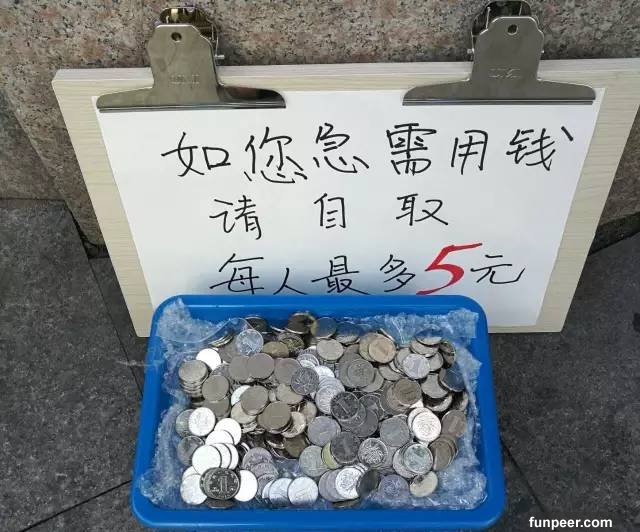 如您急需用钱
请自取
每人最多5元
funpeer.com